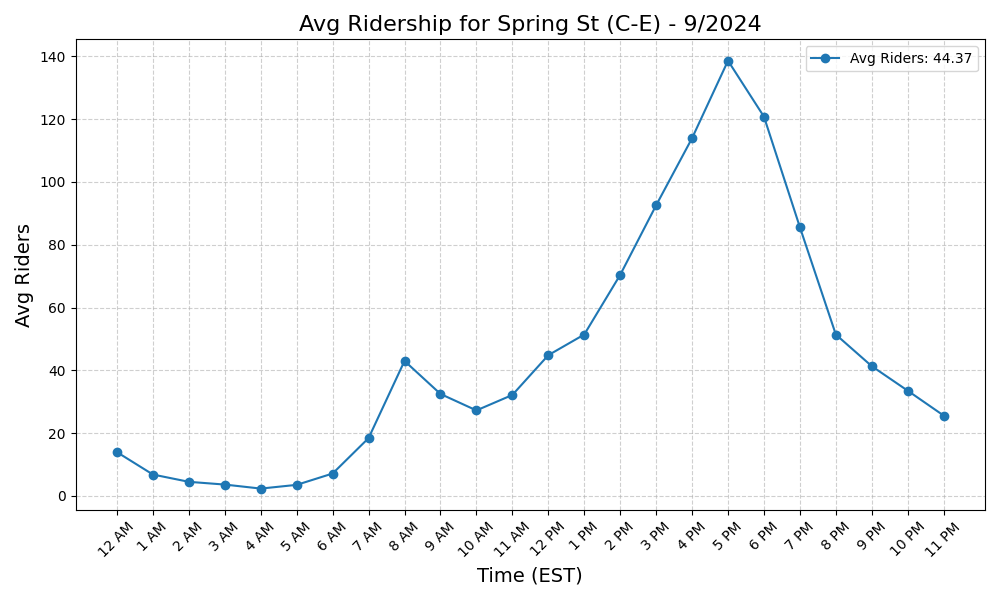 Avg Ridership for Spring St (C-E) - 9/2024
Avg Riders: 44.37
Avg Riders
140
120
100
80
60
40
20
0
12 AM
1 AM
2 AM
3 AM
4 AM
5 AM
6 AM
7 AM
8 AM
9 AM
10 AM
11 AM
12 PM
1 PM
2 PM
3 PM
4 PM
5 PM
6 PM
7 PM
8 PM
9 PM
10 PM
11 PM
Time (EST)